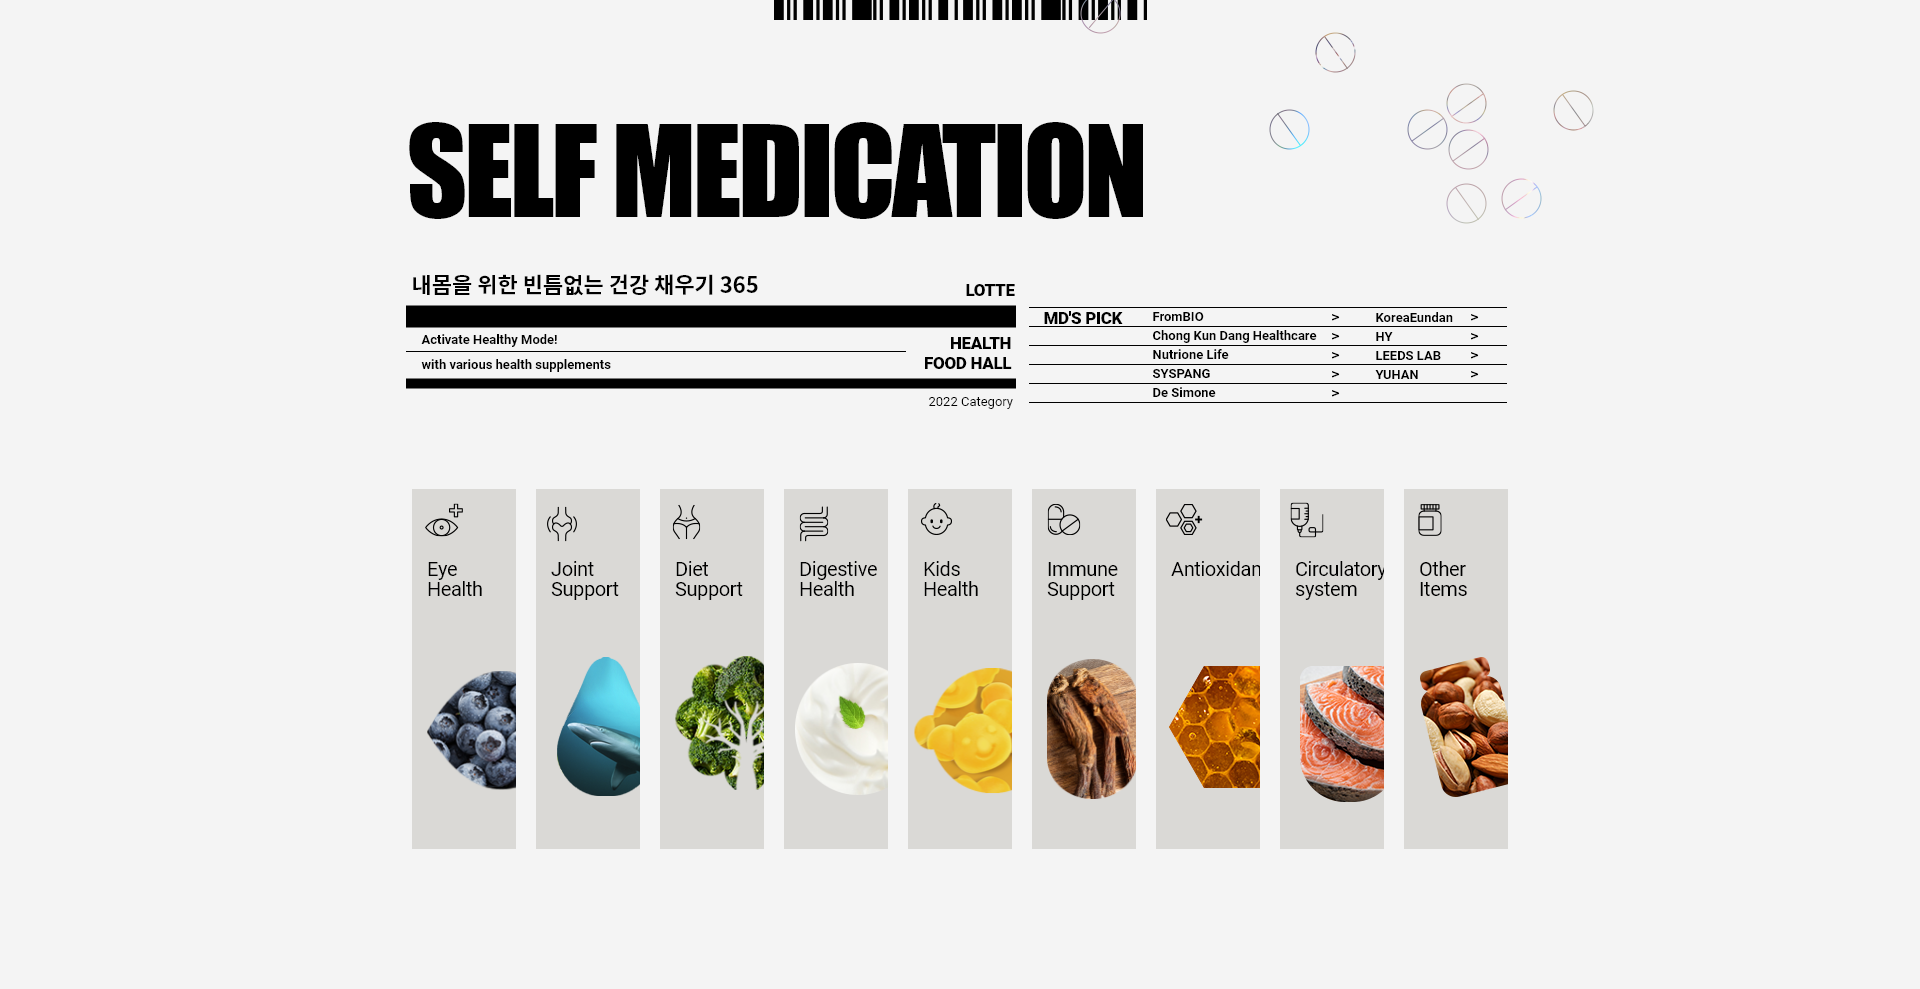 SELF MEDICATION
내몸을 위한 빈틈없는 건강 채우기 365
LOTTE
Activate Healthy Mode!
with various health supplements
HEALTH
FOOD HALL
2022 Category
MD'S PICK
FromBIO >
KoreaEundan >
Chong Kun Dang Healthcare >
HY >
Nutrione Life >
LEEDS LAB >
SYSPANG >
YUHAN >
De Simone >
Eye
Health
Joint
Support
Diet
Support
Digestive
Health
Kids
Health
Immune
Support
Antioxidan
Circulatory
system
Other
Items